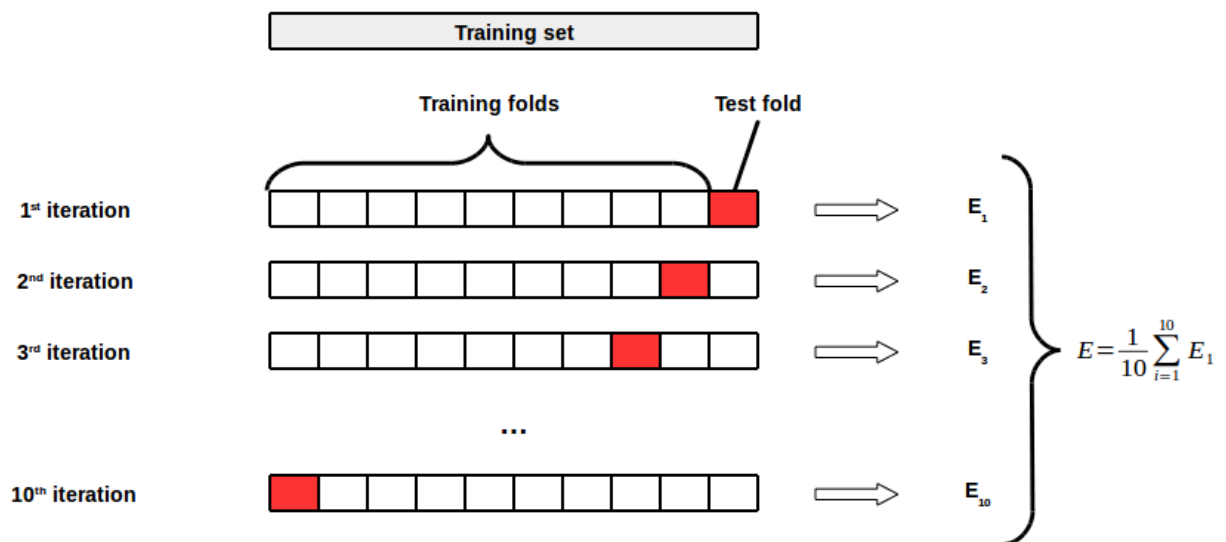 Training set
Training folds Test fold
1st iteration E1
2nd iteration E2
3rd iteration E3
E = 1/10 ∑ i=1 10 E1
...
10th iteration E10